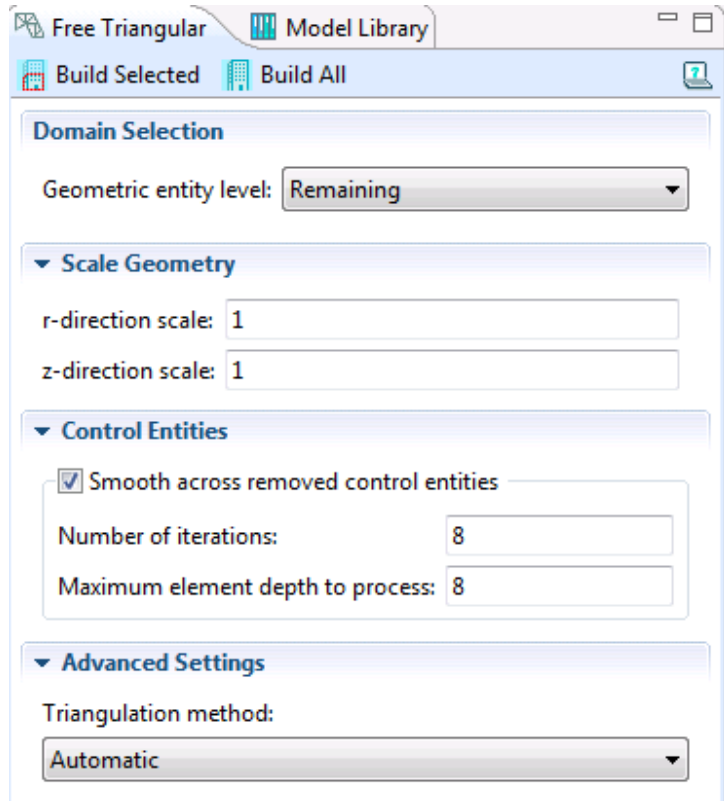 Free Triangular Model Library
Build Selected Build All ?
Domain Selection
Geometric entity level: Remaining
Scale Geometry
r-direction scale: 1
z-direction scale: 1
Control Entities
Smooth across removed control entities
Number of iterations: 8
Maximum element depth to process: 8
Advanced Settings
Triangulation method:
Automatic